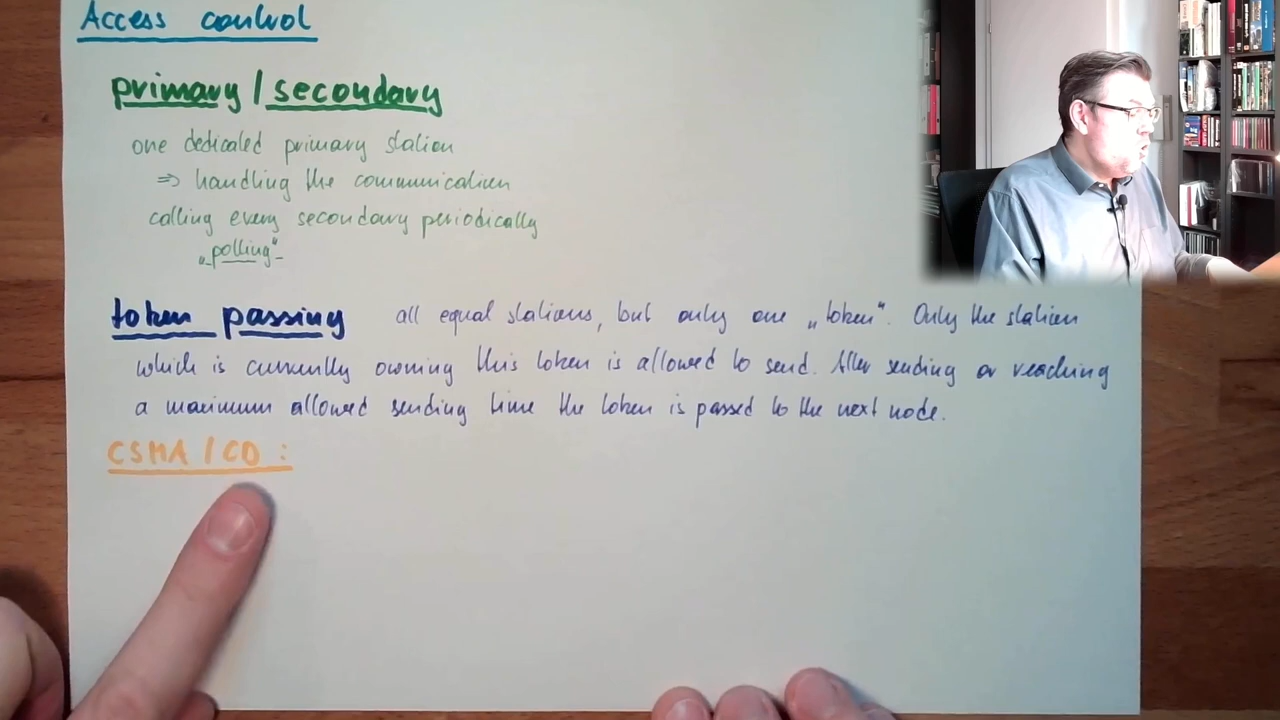 Access control
primary / secondary
one dedicated primary station
⇒ handling the communication
calling every secondary periodically
„polling"
token passing all equal stations, but only one „token". Only the station
which is currently owning this token is allowed to send. After sending or reaching
a maximum allowed sending time the token is passed to the next node.
CSMA / CD :